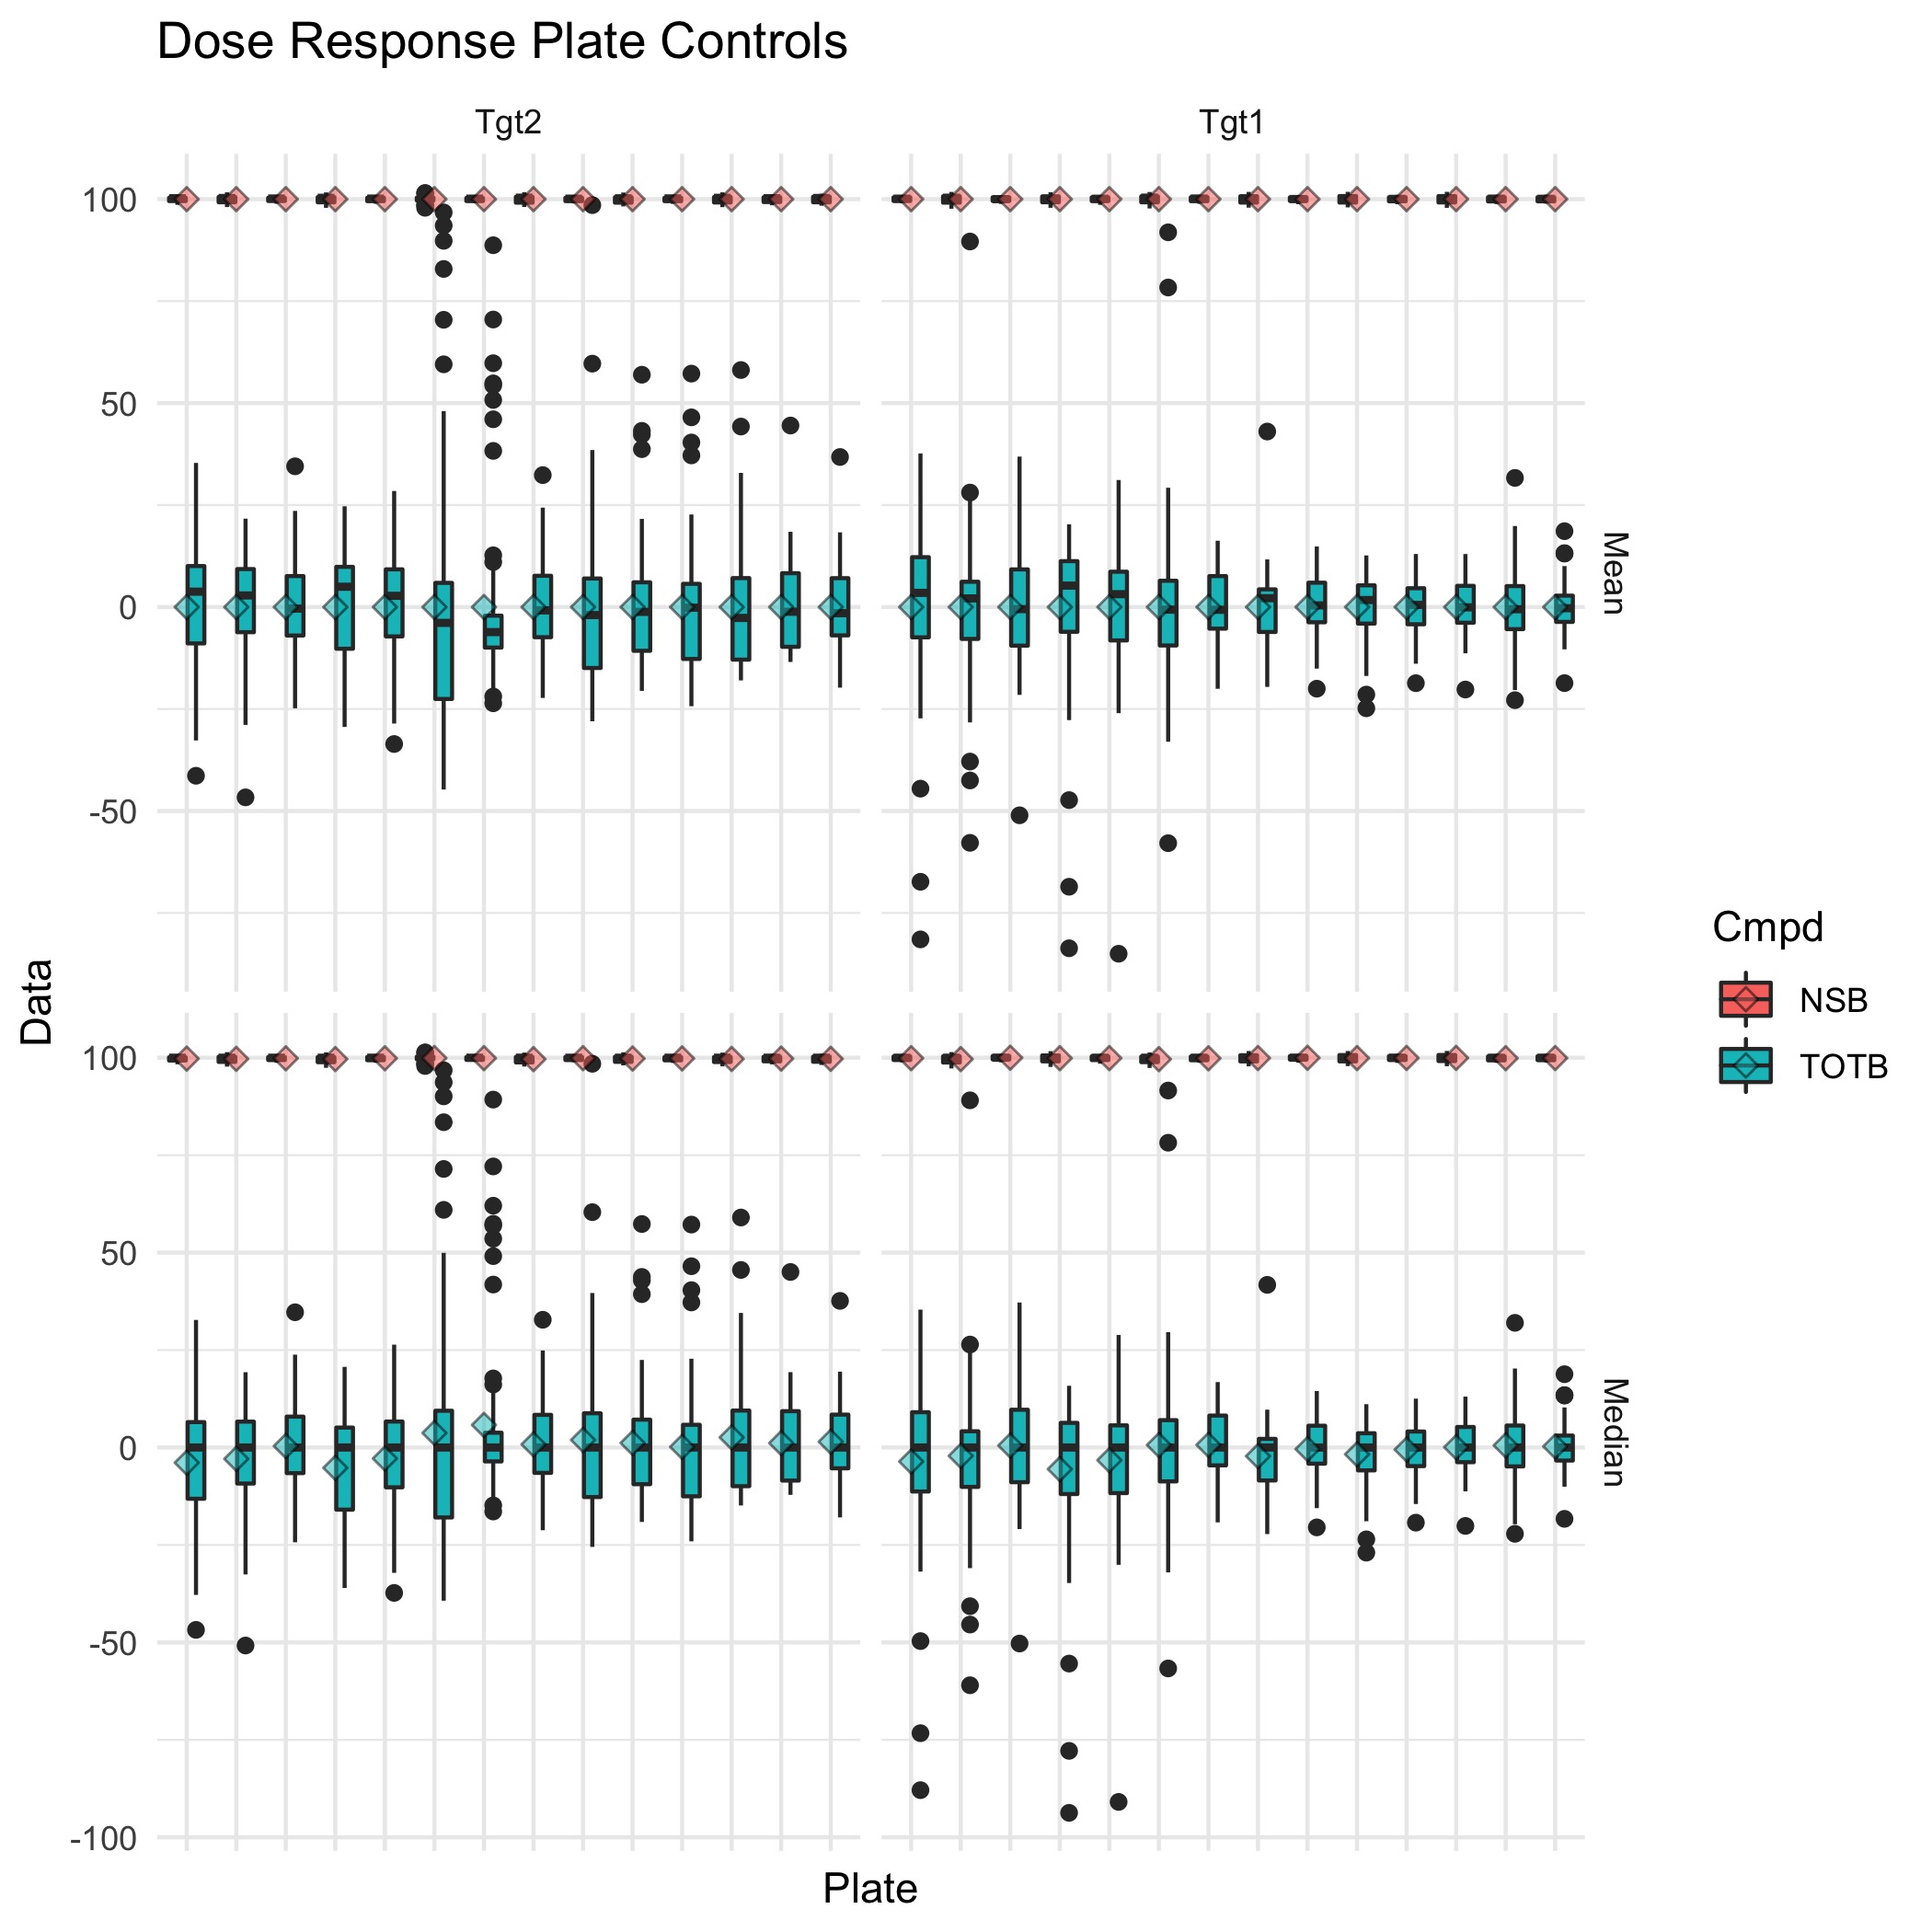 Dose Response Plate Controls
Tgt2
Tgt1
100
50
0
-50
Mean
Data
100
50
0
-50
-100
Median
Plate
Cmpd
NSB
TOTB